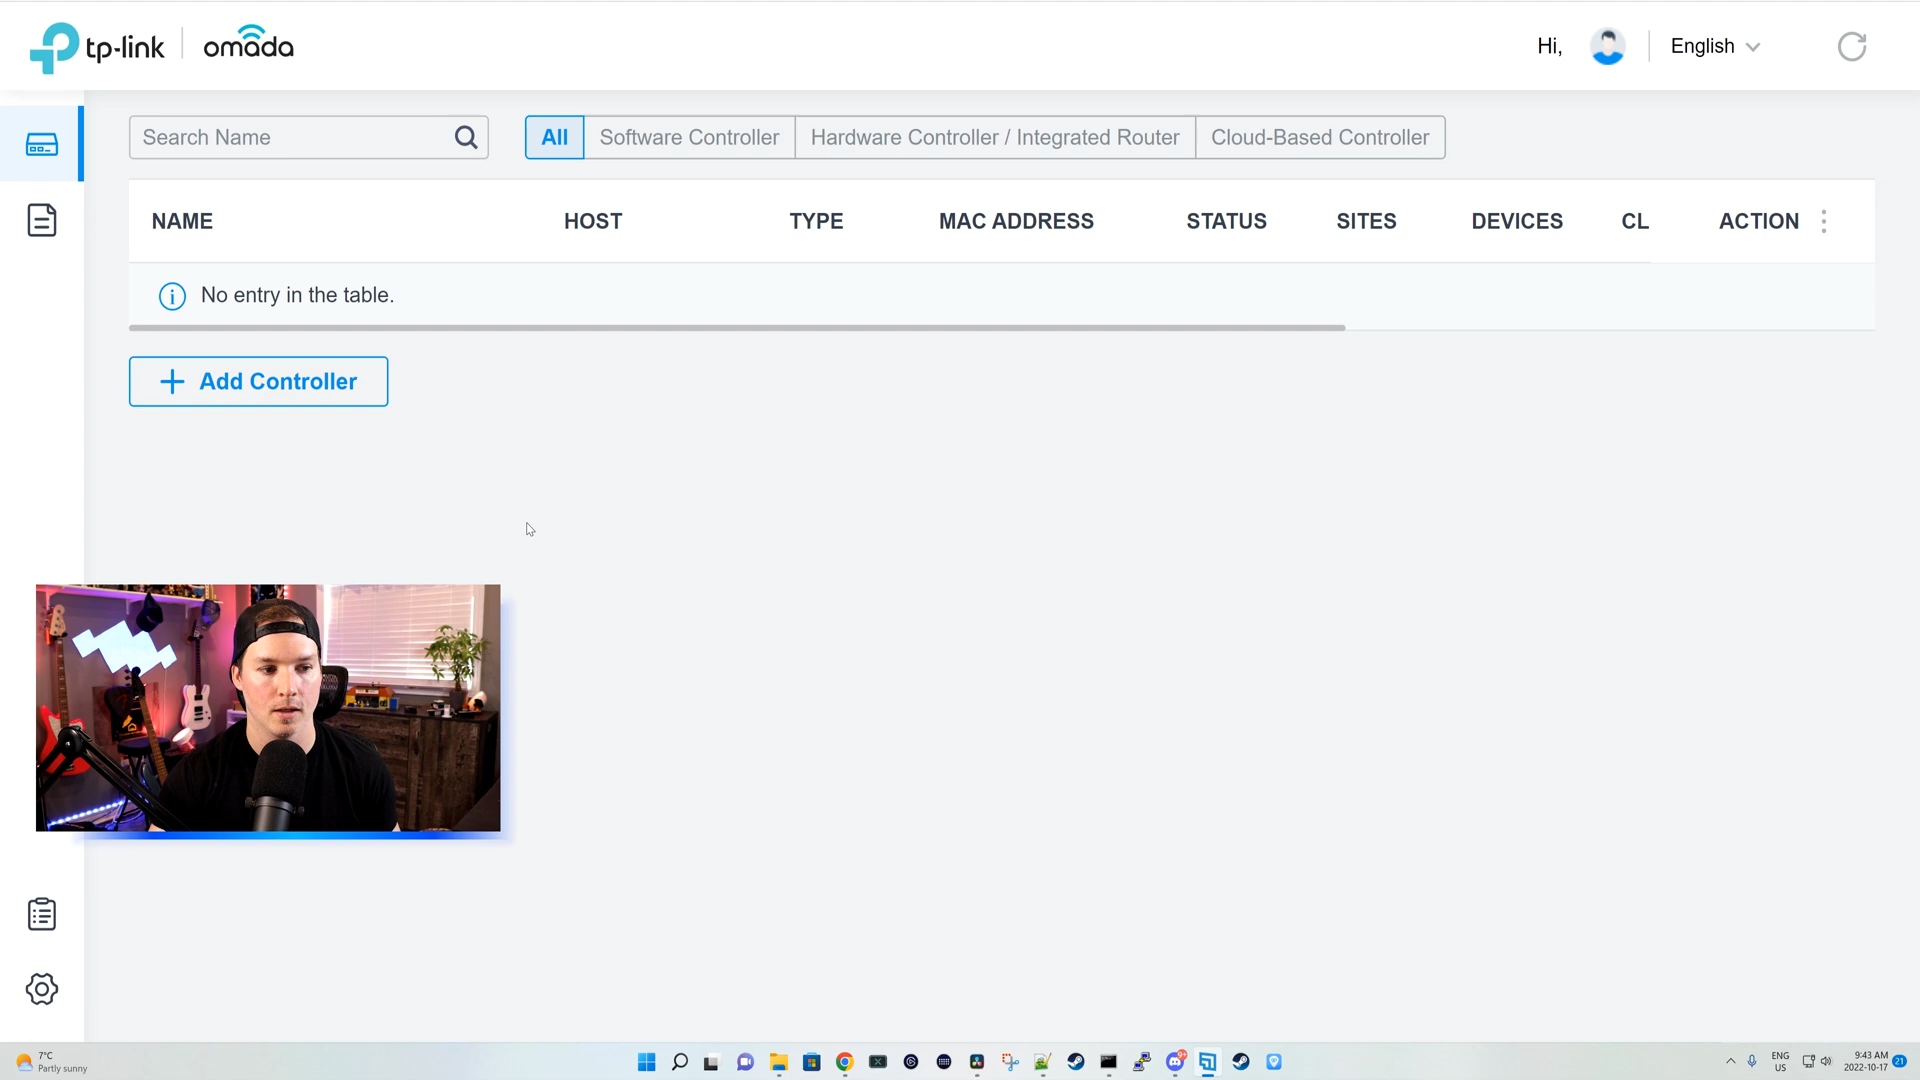 tp-link | omada
Hi,
English
Search Name
All
Software Controller
Hardware Controller / Integrated Router
Cloud-Based Controller
NAME HOST TYPE MAC ADDRESS STATUS SITES DEVICES CL ACTION
No entry in the table.
+ Add Controller
7°C
Partly sunny
9+
ENG
US
9:43 AM
2022-10-17
21